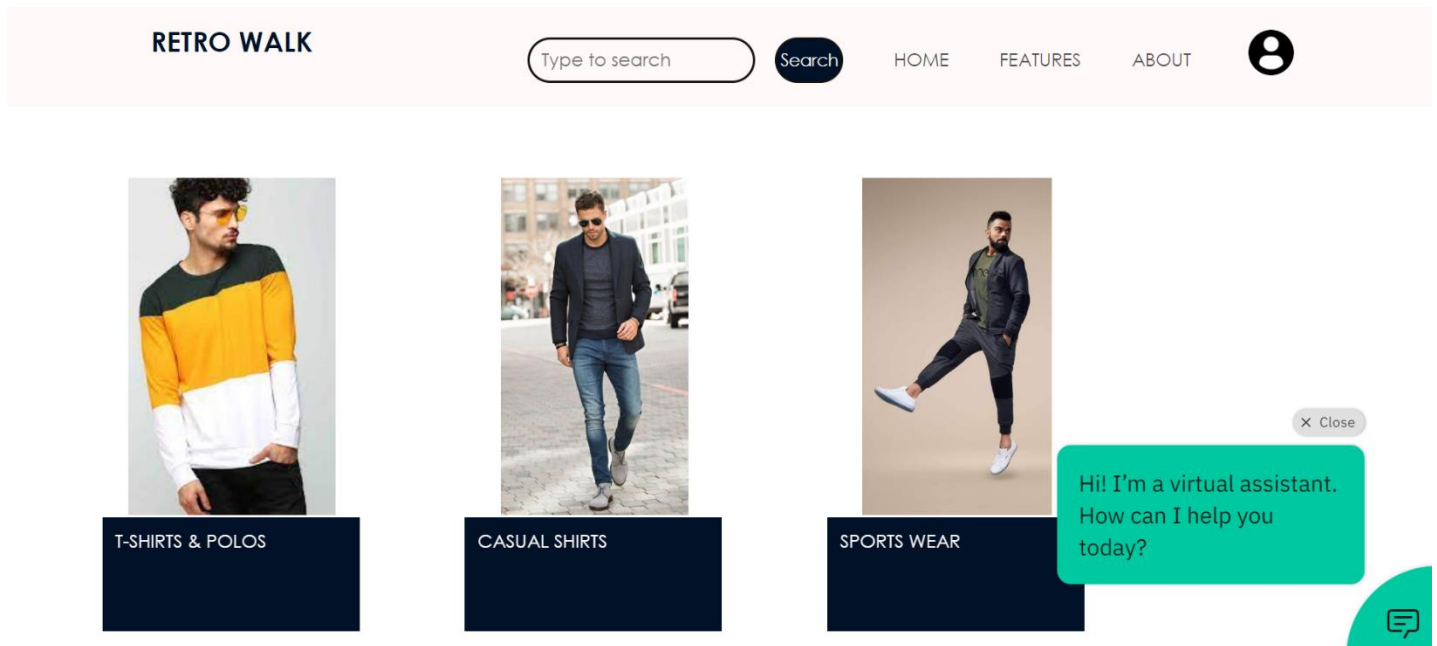 RETRO WALK
Type to search
Search
HOME
FEATURES
ABOUT
× Close
Hi! I’m a virtual assistant.
How can I help you
today?
T-SHIRTS & POLOS
CASUAL SHIRTS
SPORTS WEAR